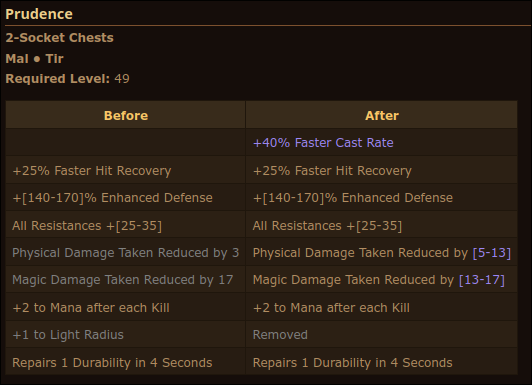 Prudence
2-Socket Chests
Mal • Tir
Required Level: 49
Before After
+40% Faster Cast Rate
+25% Faster Hit Recovery +25% Faster Hit Recovery
+[140-170]% Enhanced Defense +[140-170]% Enhanced Defense
All Resistances +[25-35] All Resistances +[25-35]
Physical Damage Taken Reduced by 3 Physical Damage Taken Reduced by [5-13]
Magic Damage Taken Reduced by 17 Magic Damage Taken Reduced by [13-17]
+2 to Mana after each Kill +2 to Mana after each Kill
+1 to Light Radius Removed
Repairs 1 Durability in 4 Seconds Repairs 1 Durability in 4 Seconds